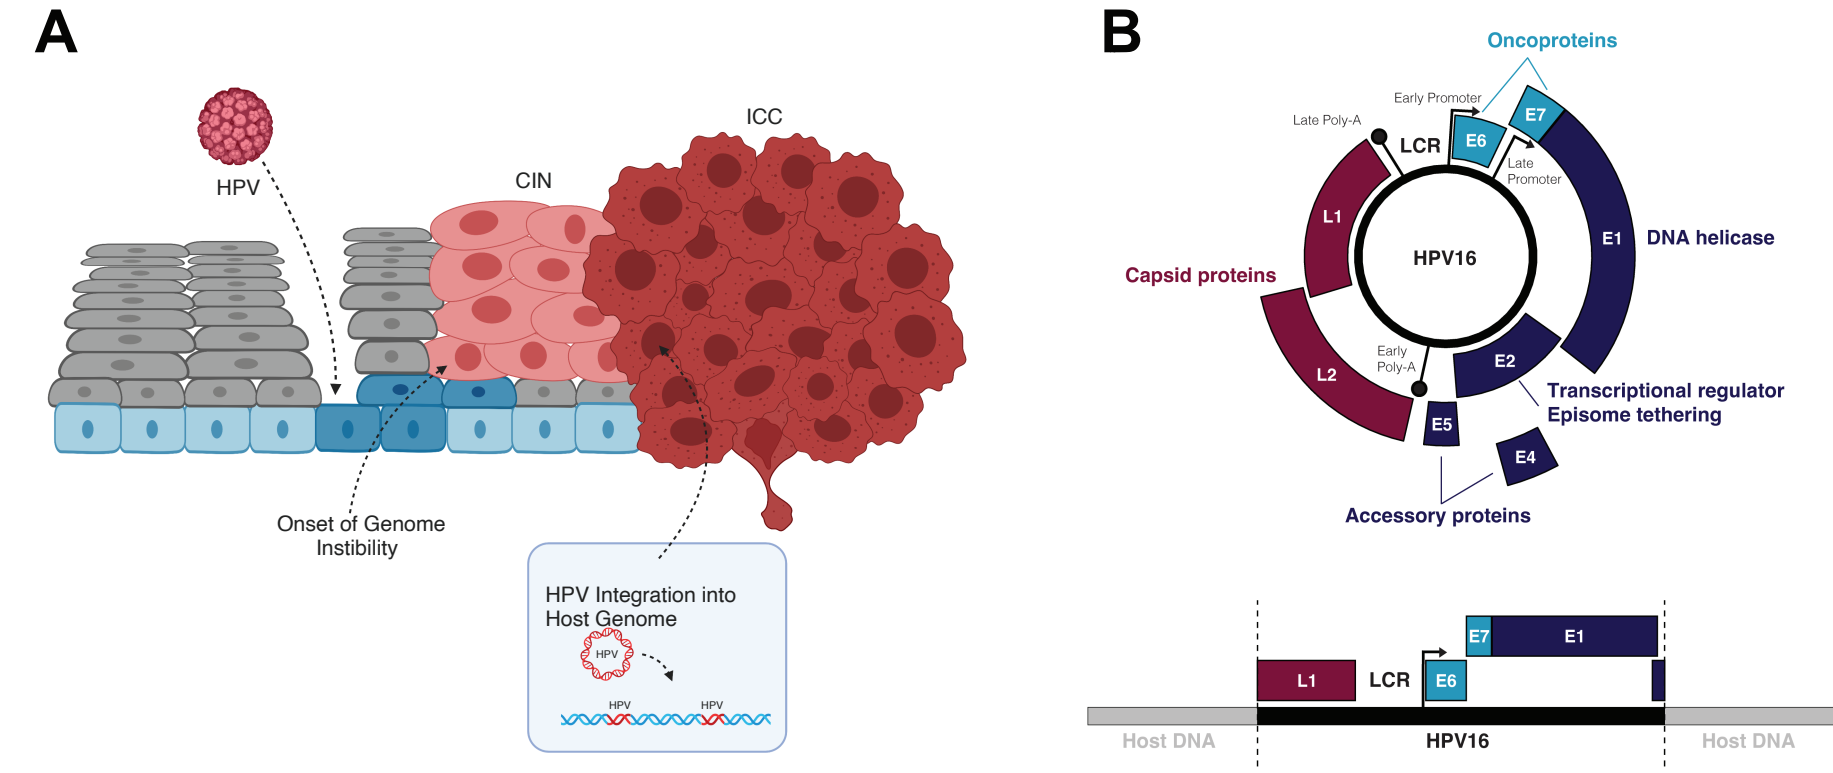 A
HPV
CIN
ICC
Onset of Genome
Instibility
HPV Integration into
Host Genome
HPV
HPV
HPV
B
Oncoproteins
Early Promoter
Late Poly-A
LCR
E6
E7
Late
Promoter
L1
E1
DNA helicase
HPV16
Capsid proteins
Early
Poly-A
E2
L2
Transcriptional regulator
Episome tethering
E5
E4
Accessory proteins
E7
E1
L1
LCR
E6
Host DNA
HPV16
Host DNA